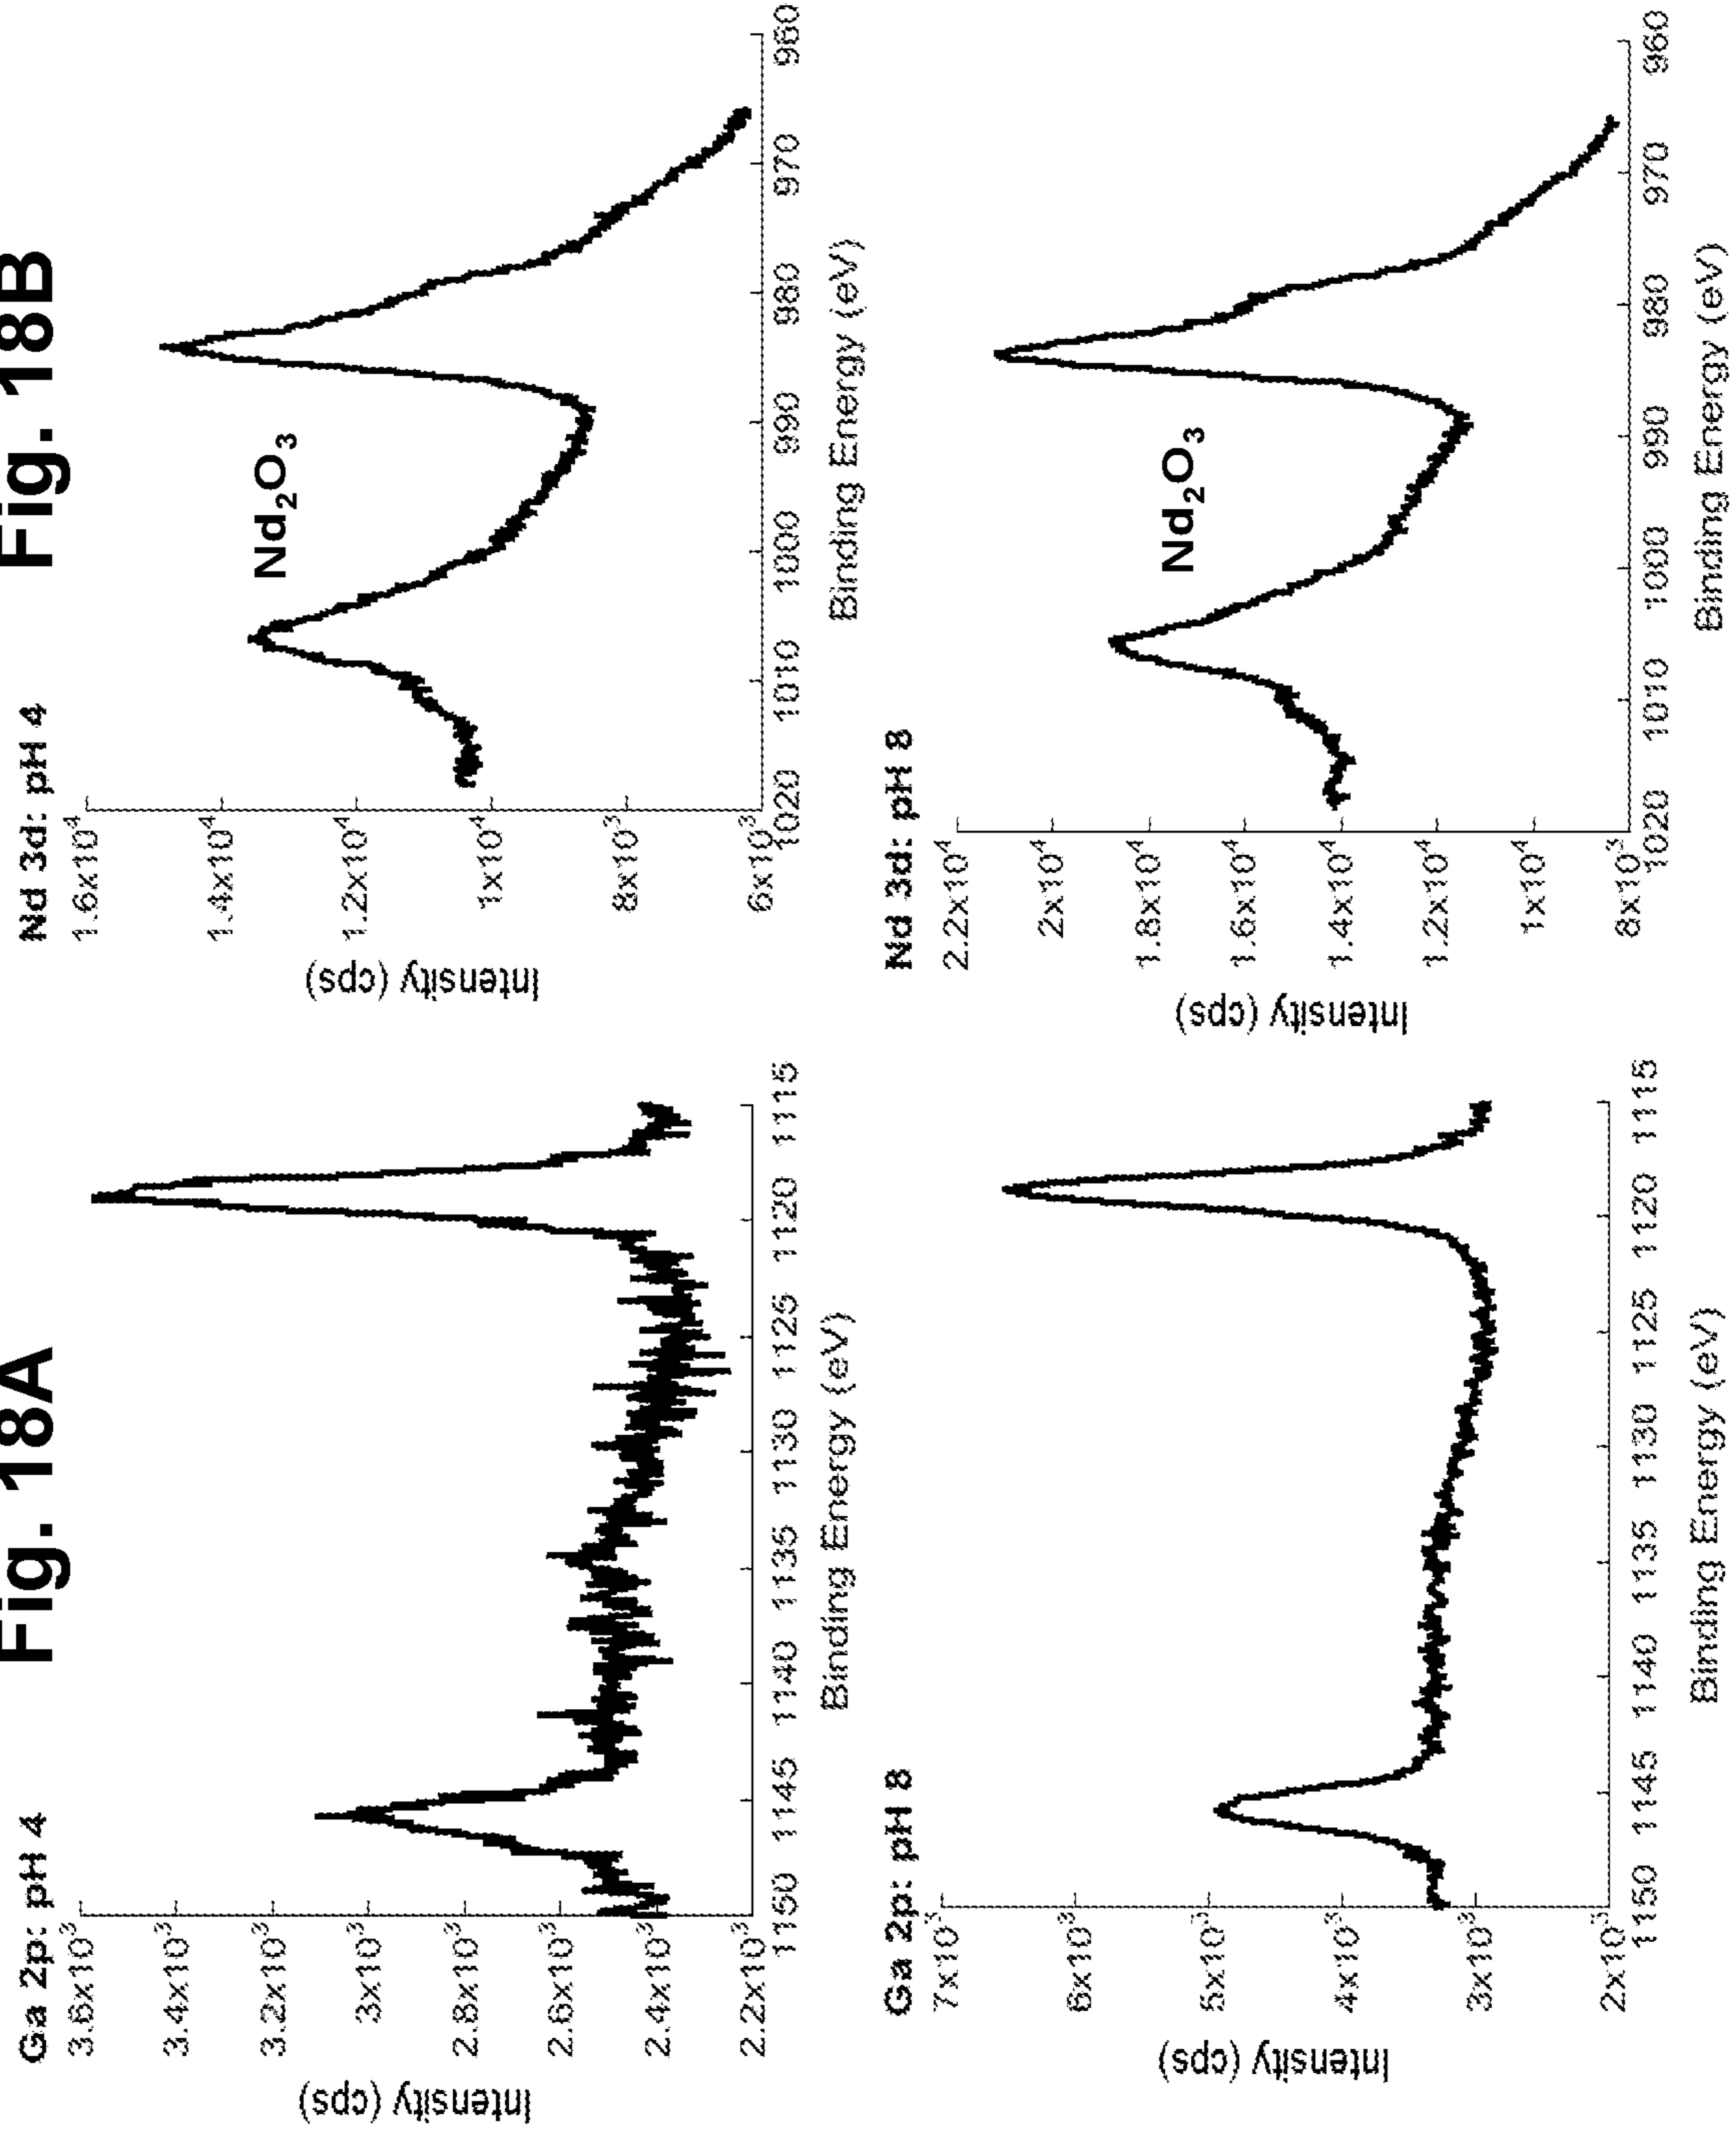 Fig. 18A
Ga 2p: pH 4
3.6x10³
3.4x10³
3.2x10³
3x10³
2.8x10³
2.6x10³
2.4x10³
2.2x10³
Intensity (cps)
1150 1145 1140 1135 1130 1125 1120 1115
Binding Energy (eV)
Ga 2p: pH 8
7x10³
6x10³
5x10³
4x10³
3x10³
2x10³
Intensity (cps)
1150 1145 1140 1135 1130 1125 1120 1115
Binding Energy (eV)
Fig. 18B
Nd 3d: pH 4
1.6x10⁴
1.4x10⁴
1.2x10⁴
1x10⁴
8x10³
6x10³
Intensity (cps)
Nd₂O₃
1020 1010 1000 990 980 970 960
Binding Energy (eV)
Nd 3d: pH 8
2.2x10⁴
2x10⁴
1.8x10⁴
1.6x10⁴
1.4x10⁴
1.2x10⁴
1x10⁴
8x10³
Intensity (cps)
Nd₂O₃
1020 1010 1000 990 980 970 960
Binding Energy (eV)